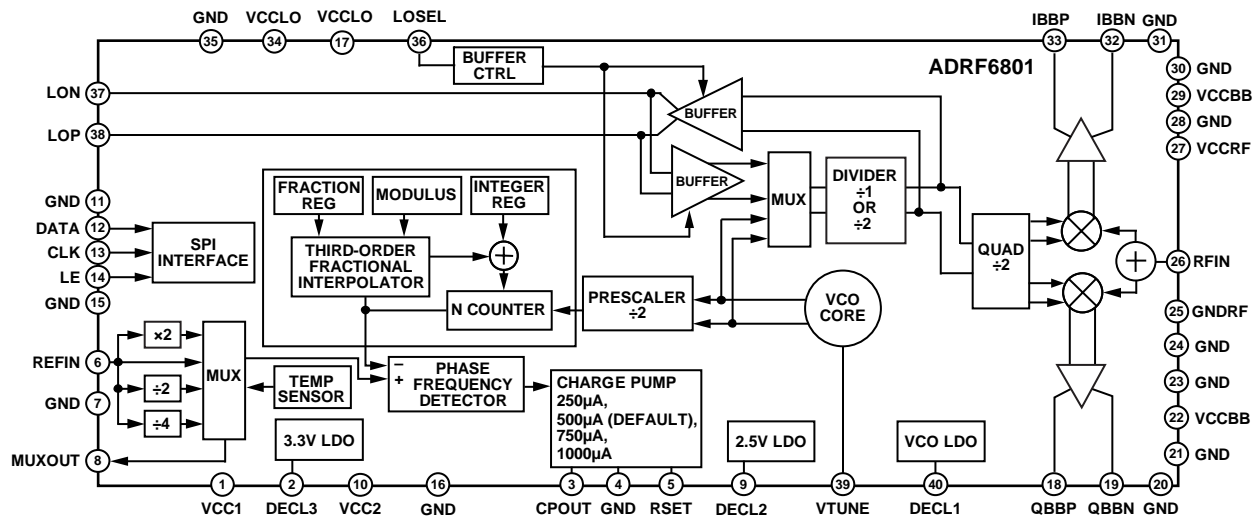 GND
VCCLO
VCCLO
LOSEL
IBBP
IBBN
GND
35
34
17
36
33
32
31
BUFFER
CTRL
ADRF6801
30
GND
29
VCCBB
28
GND
27
VCCRF
LON
37
LOP
38
BUFFER
BUFFER
MUX
DIVIDER
÷1
OR
÷2
FRACTION
REG
MODULUS
INTEGER
REG
THIRD-ORDER
FRACTIONAL
INTERPOLATOR
+
N COUNTER
PRESCALER
÷2
VCO
CORE
QUAD
÷2
+
26
RFIN
25
GNDRF
24
GND
23
GND
22
VCCBB
21
GND
GND
11
DATA
12
CLK
13
LE
14
GND
15
SPI
INTERFACE
REFIN
6
GND
7
MUXOUT
8
×2
÷2
÷4
MUX
TEMP
SENSOR
–
+
PHASE
FREQUENCY
DETECTOR
CHARGE PUMP
250µA,
500µA (DEFAULT),
750µA,
1000µA
3.3V LDO
2.5V LDO
VCO LDO
1
2
10
16
3
4
5
9
39
40
18
19
20
VCC1
DECL3
VCC2
GND
CPOUT
GND
RSET
DECL2
VTUNE
DECL1
QBBP
QBBN
GND